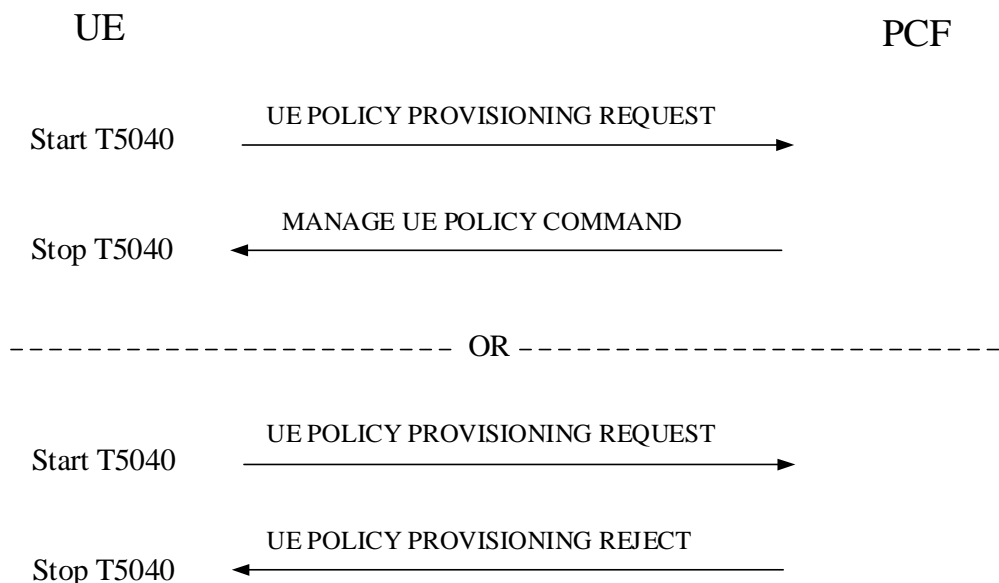 UE
PCF
UE POLICY PROVISIONING REQUEST
Start T5040
MANAGE UE POLICY COMMAND
Stop T5040
OR
UE POLICY PROVISIONING REQUEST
Start T5040
UE POLICY PROVISIONING REJECT
Stop T5040